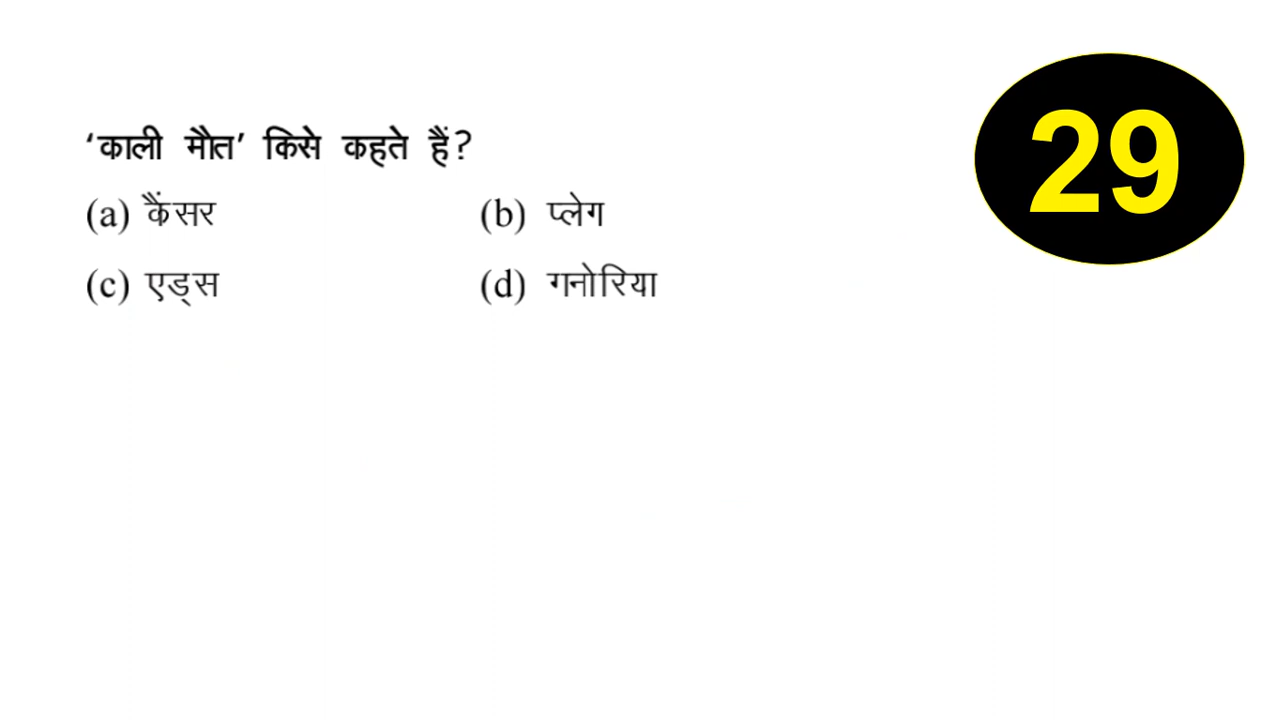 ‘काली मौत’ किसे कहते हैं?
(a) कैंसर (b) प्लेग
(c) एड्स (d) गनोरिया
29